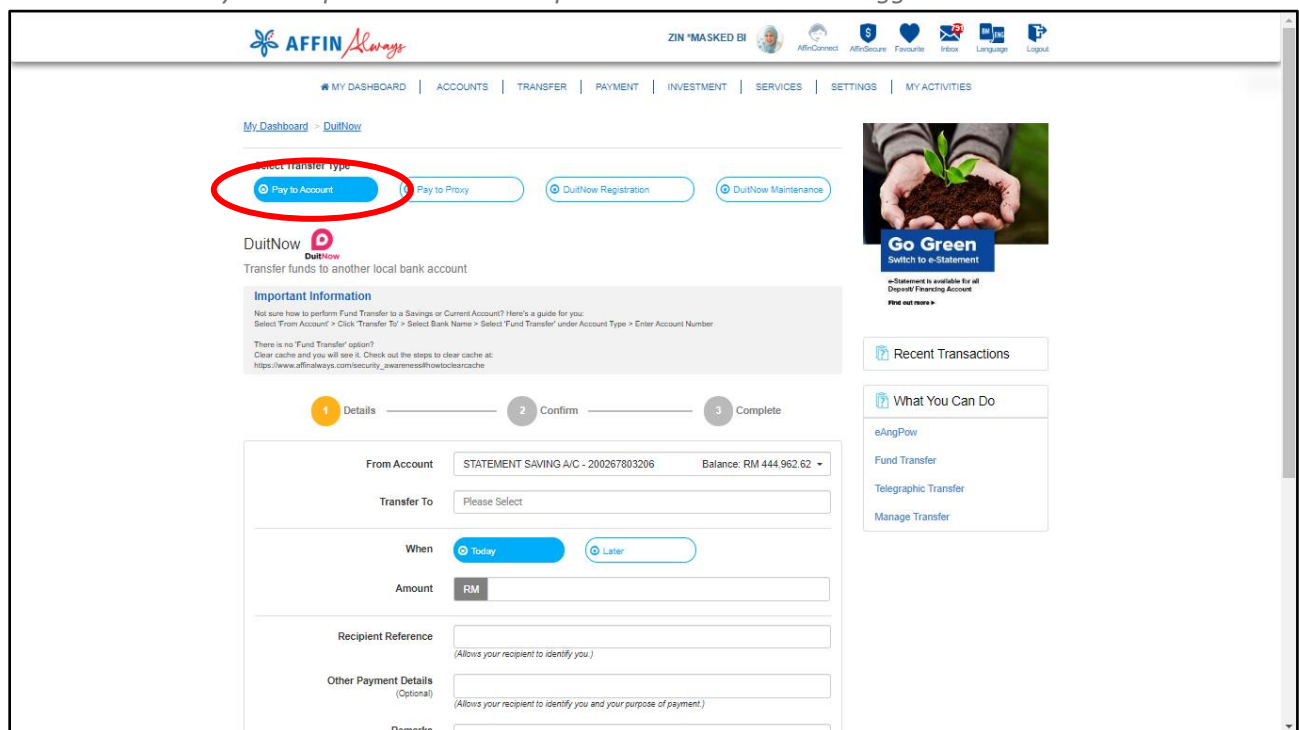 AFFIN Always
ZIN *MASKED BI
AffinConnect
AffinSecure
Favourite
Inbox
BM ENG
Language
Logout
MY DASHBOARD | ACCOUNTS | TRANSFER | PAYMENT | INVESTMENT | SERVICES | SETTINGS | MY ACTIVITIES
My Dashboard > DuitNow
Select Transfer Type
Pay to Account
Pay to Proxy
DuitNow Registration
DuitNow Maintenance
DuitNow
DuitNow
Transfer funds to another local bank account
Important Information
Not sure how to perform Fund Transfer to a Savings or Current Account? Here's a guide for you:
Select 'From Account' > Click 'Transfer To' > Select Bank Name > Select 'Fund Transfer' under Account Type > Enter Account Number
There is no 'Fund Transfer' option?
Clear cache and you will see it. Check out the steps to clear cache at:
https://www.affinalways.com/security_awareness#howtoclearcache
1 Details
2 Confirm
3 Complete
From Account
STATEMENT SAVING A/C - 200267803206 Balance: RM 444,962.62
Transfer To
Please Select
When
Today
Later
Amount
RM
Recipient Reference
(Allows your recipient to identify you.)
Other Payment Details
(Optional)
(Allows your recipient to identify you and your purpose of payment.)
Remarks
Go Green
Switch to e-Statement
e-Statement is available for all
Deposit/ Financing Account
Find out more
Recent Transactions
What You Can Do
eAngPow
Fund Transfer
Telegraphic Transfer
Manage Transfer